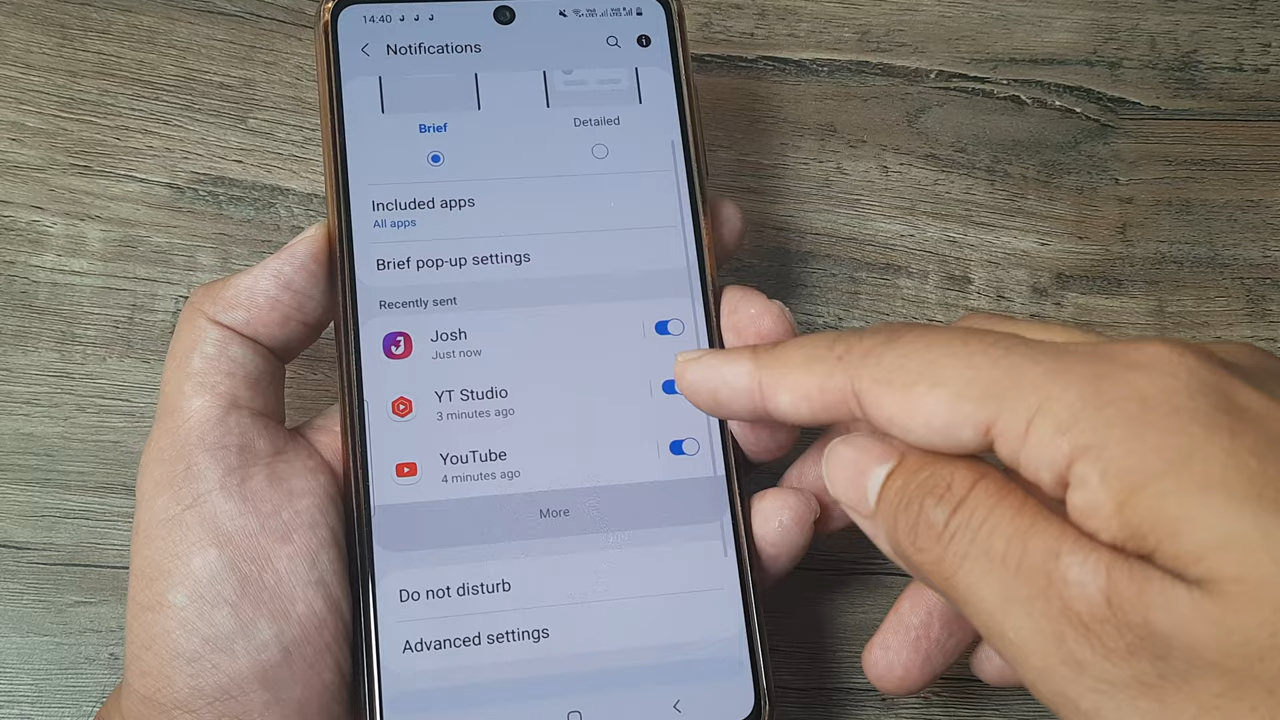 14:40
Notifications
Brief
Detailed
Included apps
All apps
Brief pop-up settings
Recently sent
Josh
Just now
YT Studio
3 minutes ago
YouTube
4 minutes ago
More
Do not disturb
Advanced settings